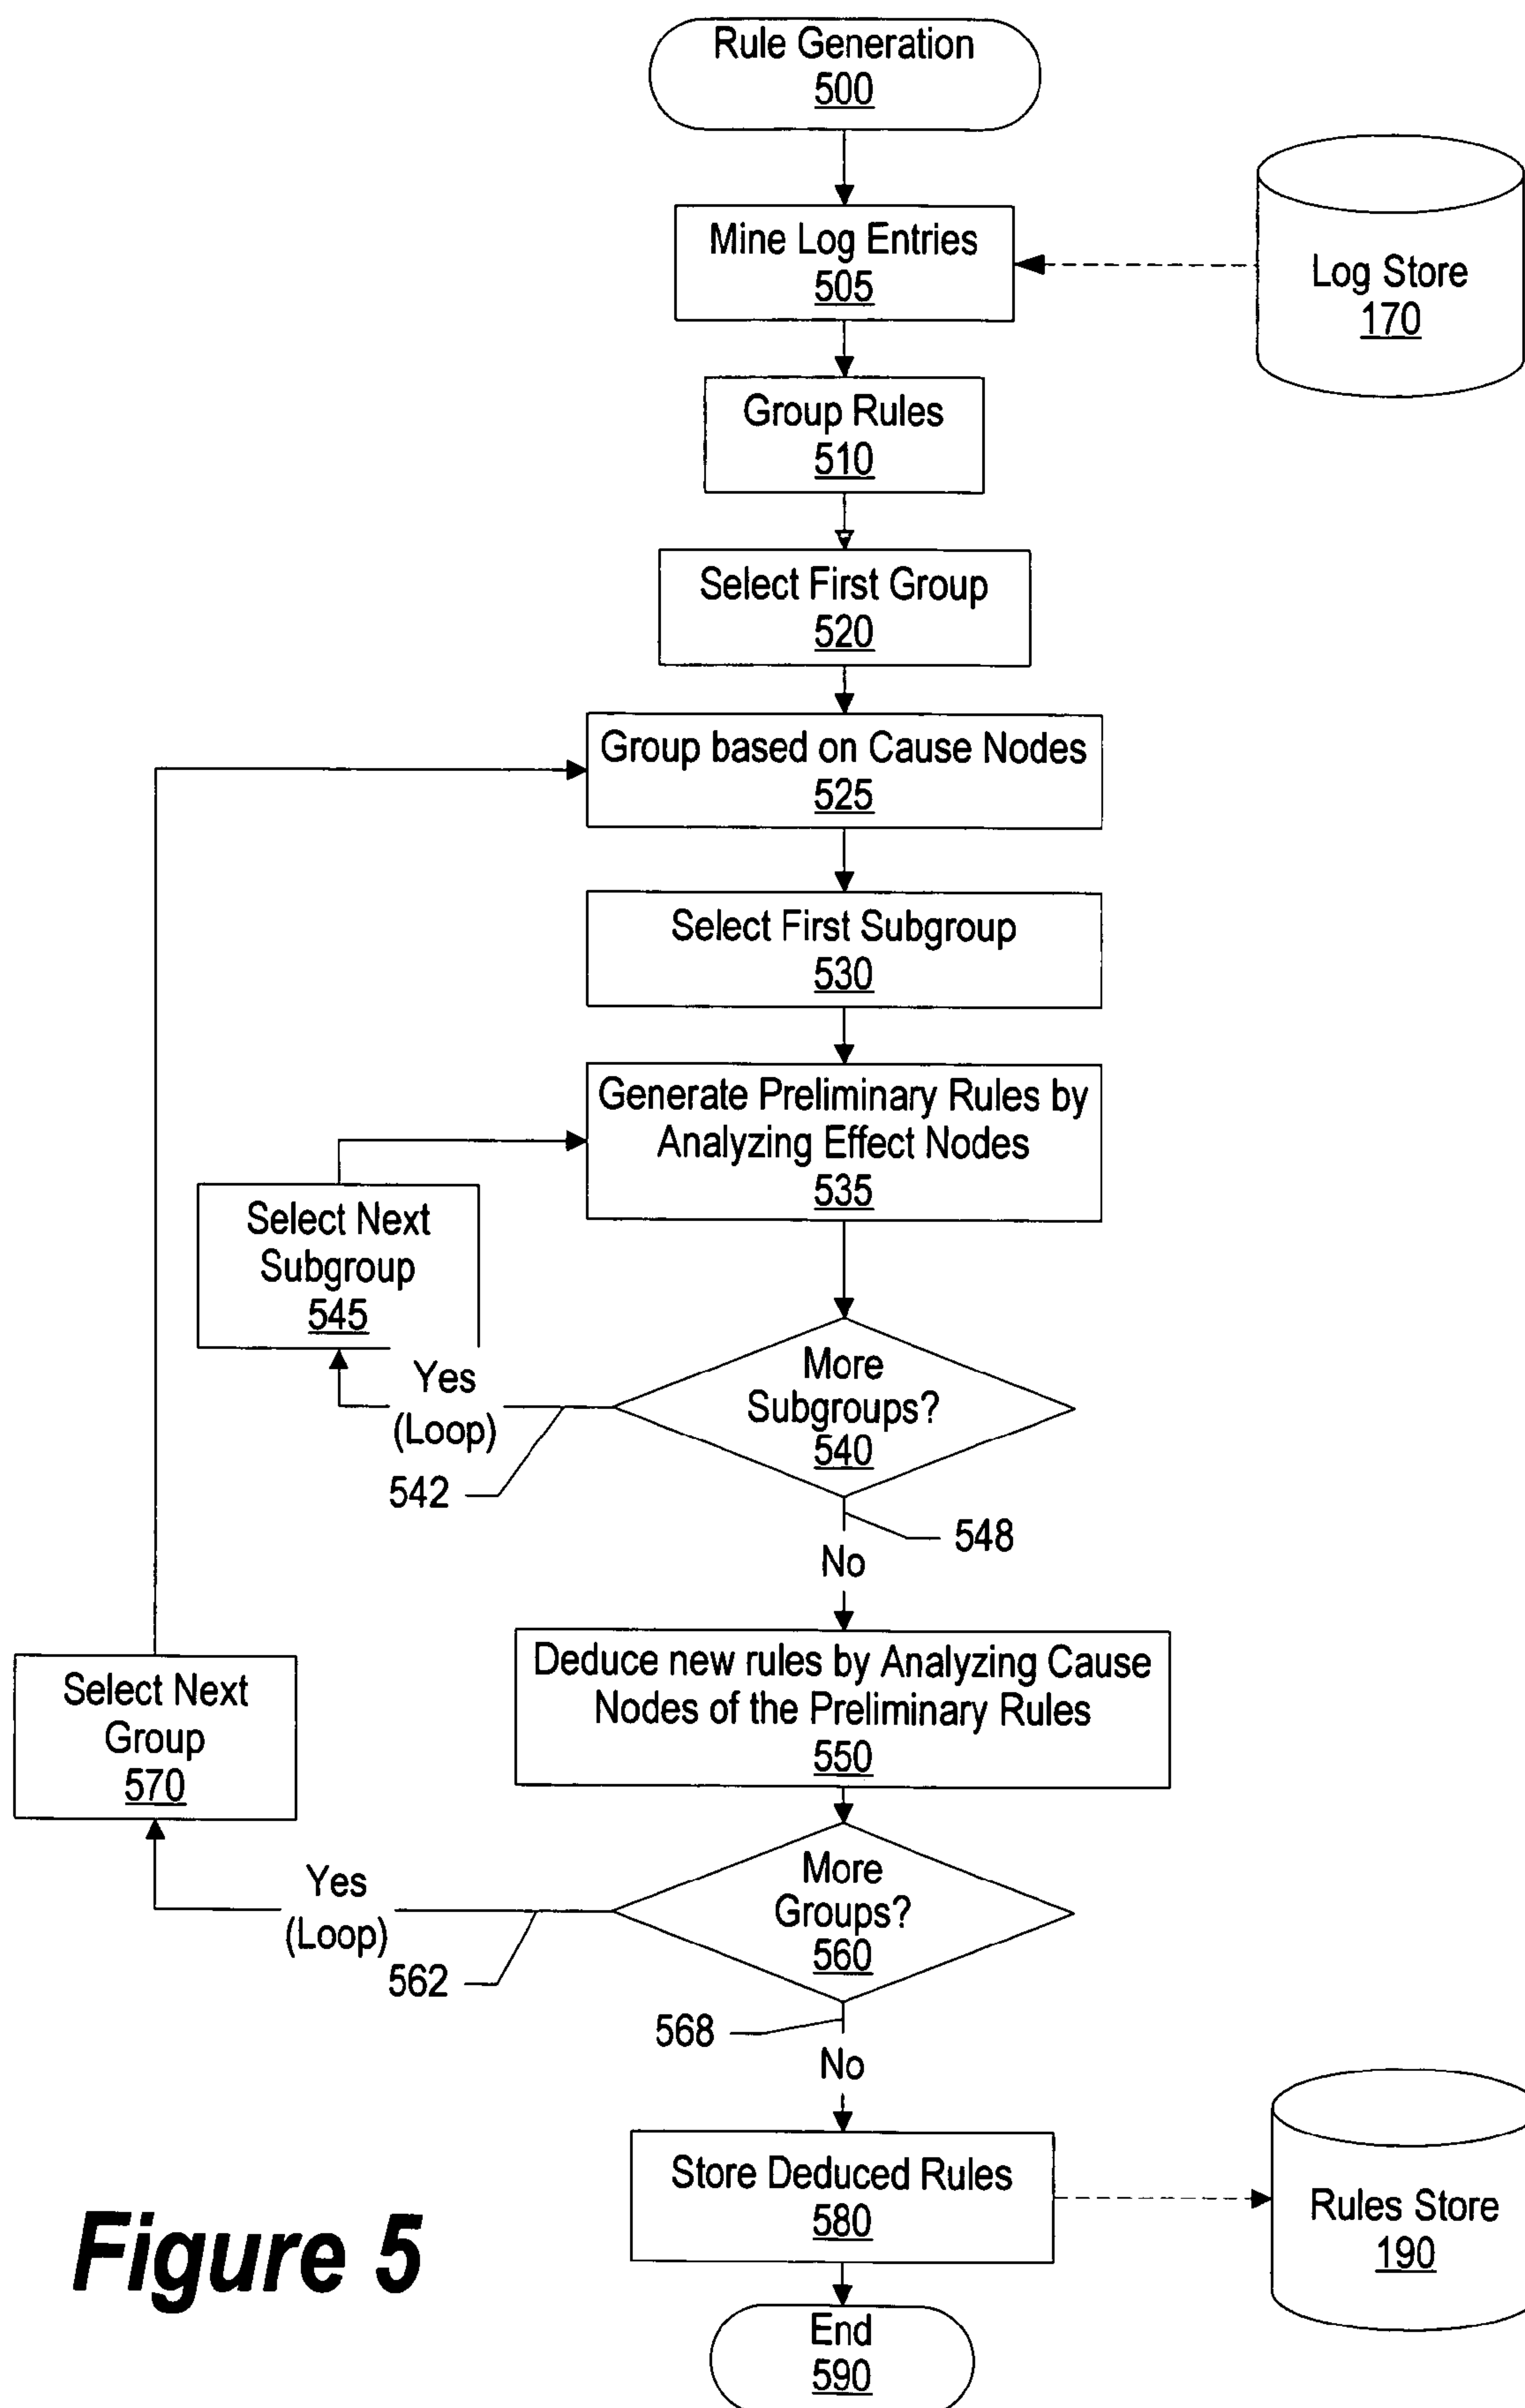 Rule Generation
500
Mine Log Entries
505
Log Store
170
Group Rules
510
Select First Group
520
Group based on Cause Nodes
525
Select First Subgroup
530
Generate Preliminary Rules by
Analyzing Effect Nodes
535
Select Next
Subgroup
545
Yes
(Loop)
542
More
Subgroups?
540
548
No
Deduce new rules by Analyzing Cause
Nodes of the Preliminary Rules
550
Select Next
Group
570
Yes
(Loop)
562
More
Groups?
560
568
No
Store Deduced Rules
580
Rules Store
190
End
590
Figure 5